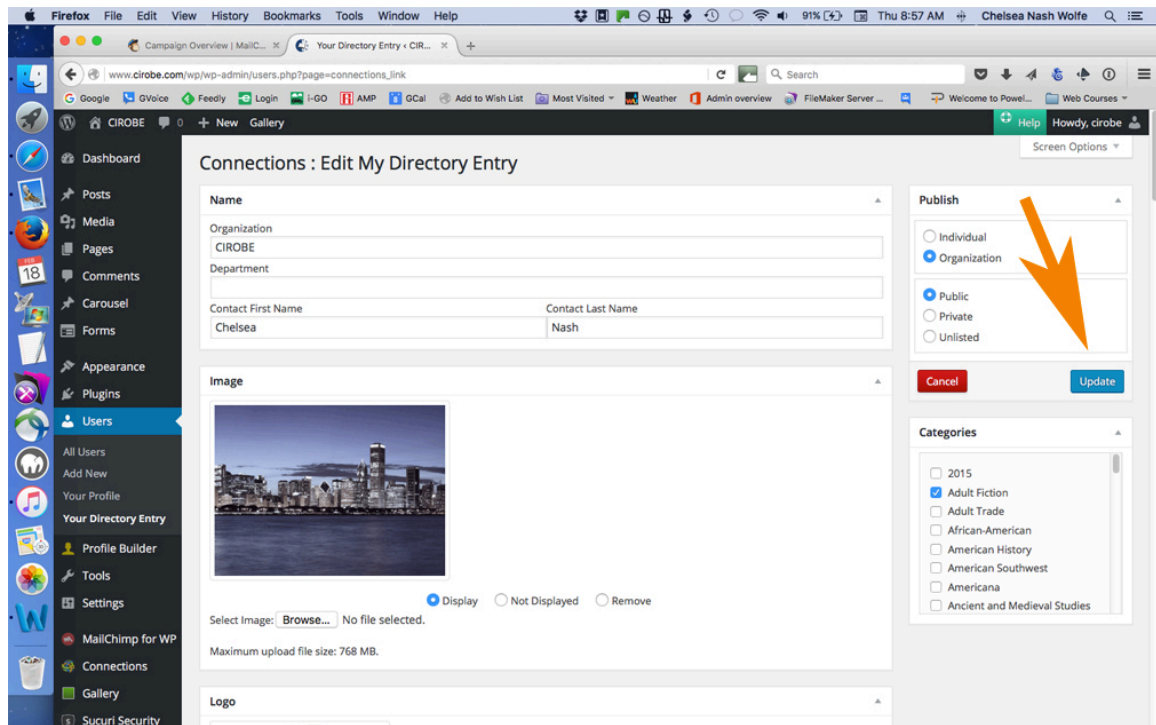 Firefox File Edit View History Bookmarks Tools Window Help 91% Thu 8:57 AM Chelsea Nash Wolfe
Campaign Overview | MailC... × Your Directory Entry ‹ CIR... × +
www.cirobe.com/wp/wp-admin/users.php?page=connections_link Search
Google GVoice Feedly Login i-GO AMP GCal Add to Wish List Most Visited Weather Admin overview FileMaker Server ... Welcome to Powel... Web Courses
CIROBE 0 + New Gallery Help Howdy, cirobe
Screen Options
Dashboard
Posts
Media
Pages
FEB
18
Comments
Carousel
Forms
Appearance
Plugins
Users
All Users
Add New
Your Profile
Your Directory Entry
Profile Builder
Tools
Settings
MailChimp for WP
Connections
Gallery
Sucuri Security
Connections : Edit My Directory Entry
Name
Organization
CIROBE
Department
Contact First Name Contact Last Name
Chelsea Nash
Image
Display Not Displayed Remove
Select Image: Browse... No file selected.
Maximum upload file size: 768 MB.
Logo
Publish
Individual
Organization
Public
Private
Unlisted
Cancel Update
Categories
2015
Adult Fiction
Adult Trade
African-American
American History
American Southwest
Americana
Ancient and Medieval Studies